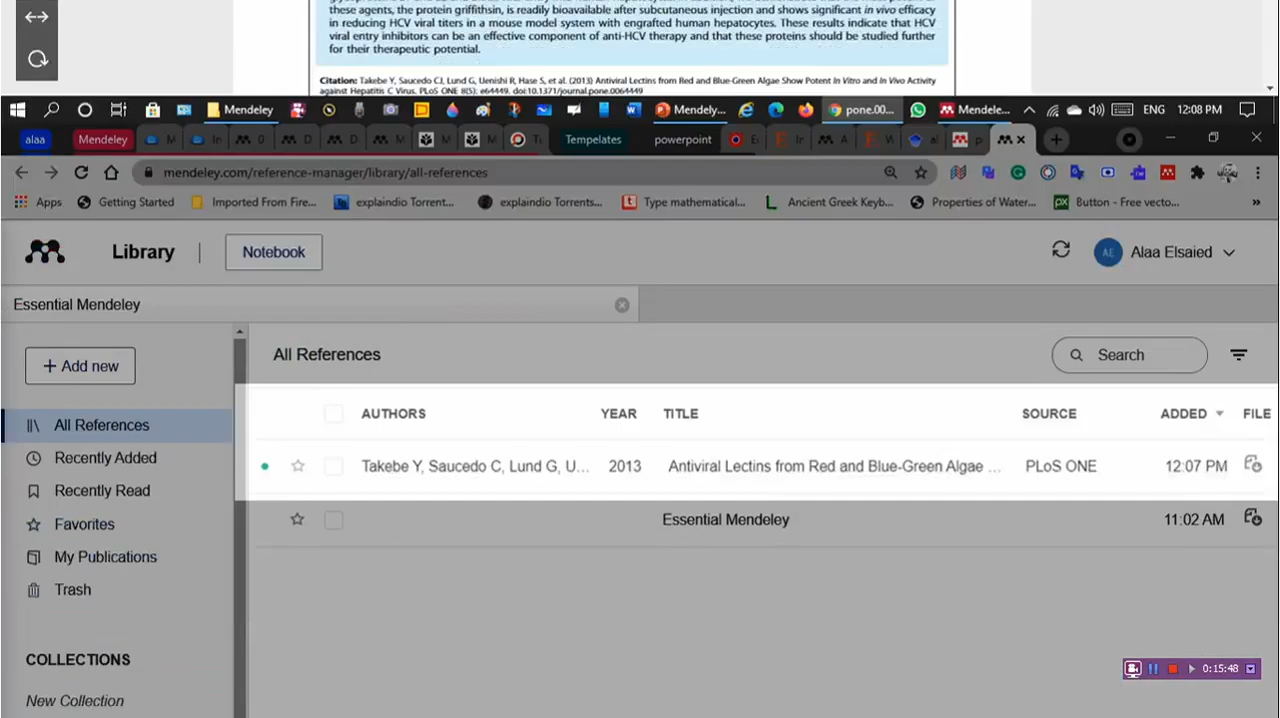 these agents, the protein griffithsin, is readily bioavailable after subcutaneous injection and shows significant in vivo efficacy
in reducing HCV viral titers in a mouse model system with engrafted human hepatocytes. These results indicate that HCV
viral entry inhibitors can be an effective component of anti-HCV therapy and that these proteins should be studied further
for their therapeutic potential.
Citation: Takebe Y, Saucedo CJ, Lund G, Uenishi R, Hase S, et al. (2013) Antiviral Lectins from Red and Blue-Green Algae Show Potent In Vitro and In Vivo Activity
against Hepatitis C Virus. PLoS ONE 8(5): e64449. doi:10.1371/journal.pone.0064449
Mendeley Mendely... pone.00... Mendele... ENG 12:08 PM
alaa Mendeley M In 0 D D M M M Tempelates powerpoint E Ir A W al p x
mendeley.com/reference-manager/library/all-references
Apps Getting Started Imported From Fire... explaindio Torrent... explaindio Torrents... Type mathematical... Ancient Greek Keyb... Properties of Water... Button - Free vecto... »
Library Notebook AE Alaa Elsaied
Essential Mendeley
+ Add new All References Search
AUTHORS YEAR TITLE SOURCE ADDED FILE
All References
Takebe Y, Saucedo C, Lund G, U... 2013 Antiviral Lectins from Red and Blue-Green Algae ... PLoS ONE 12:07 PM
Recently Added
Recently Read
Essential Mendeley 11:02 AM
Favorites
My Publications
Trash
COLLECTIONS
0:15:48
New Collection